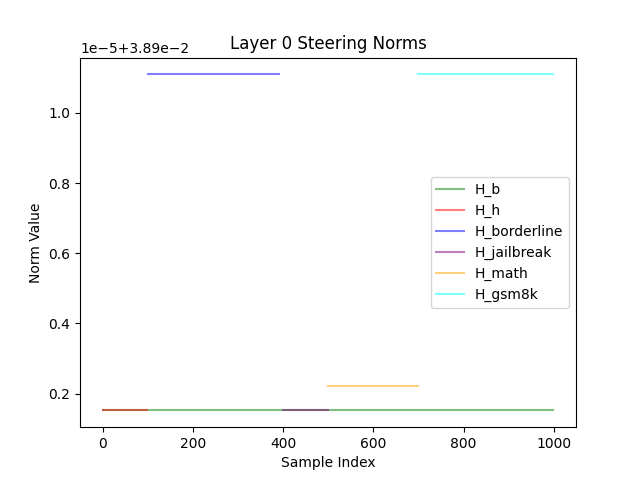 Layer 0 Steering Norms
1e−5+3.89e−2
Norm Value
1.0
0.8
0.6
0.4
0.2
H_b
H_h
H_borderline
H_jailbreak
H_math
H_gsm8k
0 200 400 600 800 1000
Sample Index